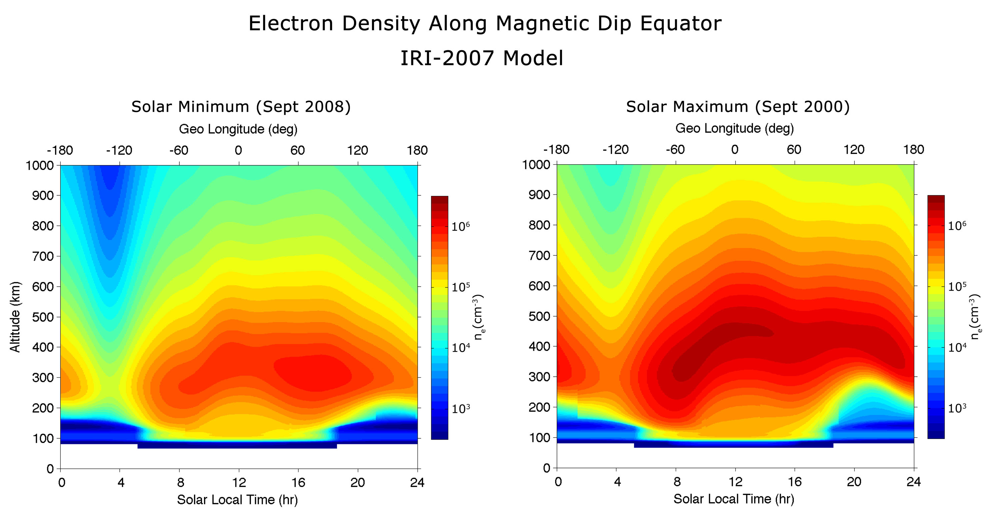 Electron Density Along Magnetic Dip Equator
IRI-2007 Model
Solar Minimum (Sept 2008)
Geo Longitude (deg)
-180 -120 -60 0 60 120 180
1000
900
800
700
600
500
400
300
200
100
0
Altitude (km)
0 4 8 12 16 20 24
Solar Local Time (hr)
10⁶
10⁵
10⁴
10³
nₑ(cm⁻³)
Solar Maximum (Sept 2000)
Geo Longitude (deg)
-180 -120 -60 0 60 120 180
1000
900
800
700
600
500
400
300
200
100
0
0 4 8 12 16 20 24
Solar Local Time (hr)
10⁶
10⁵
10⁴
10³
nₑ(cm⁻³)